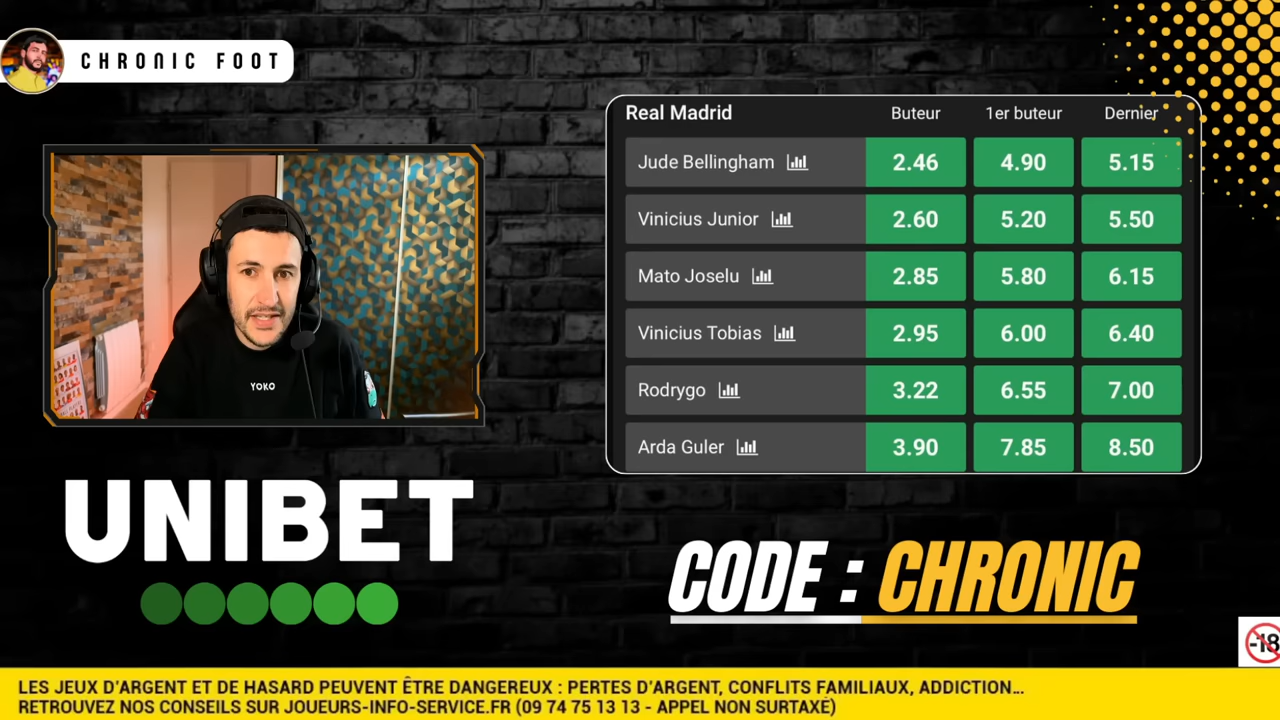 CHRONIC FOOT
Real Madrid Buteur 1er buteur Dernier
Jude Bellingham 2.46 4.90 5.15
Vinicius Junior 2.60 5.20 5.50
Mato Joselu 2.85 5.80 6.15
Vinicius Tobias 2.95 6.00 6.40
Rodrygo 3.22 6.55 7.00
Arda Guler 3.90 7.85 8.50
YOKO
UNIBET
CODE : CHRONIC
-18
LES JEUX D'ARGENT ET DE HASARD PEUVENT ÊTRE DANGEREUX : PERTES D'ARGENT, CONFLITS FAMILIAUX, ADDICTION...
RETROUVEZ NOS CONSEILS SUR JOUEURS-INFO-SERVICE.FR (09 74 75 13 13 - APPEL NON SURTAXÉ)